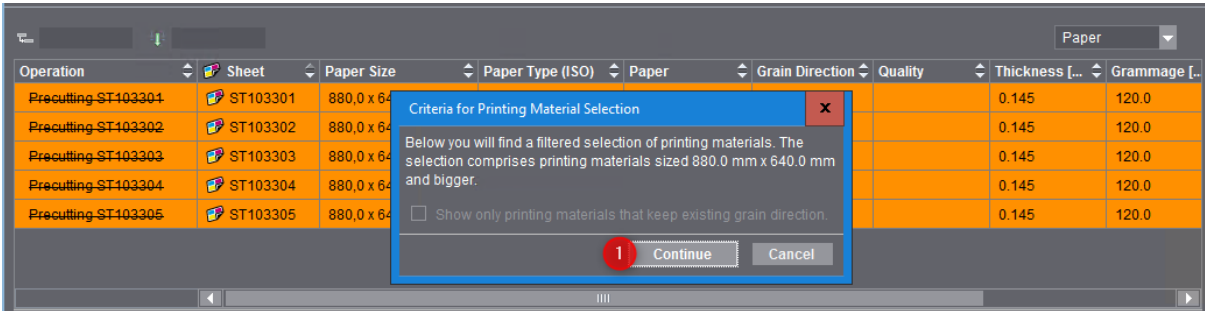 Paper
Operation Sheet Paper Size Paper Type (ISO) Paper Grain Direction Quality Thickness [... Grammage [..
Precutting ST103301 ST103301 880,0 x 64 0.145 120.0
Precutting ST103302 ST103302 880,0 x 64 0.145 120.0
Precutting ST103303 ST103303 880,0 x 64 0.145 120.0
Precutting ST103304 ST103304 880,0 x 64 0.145 120.0
Precutting ST103305 ST103305 880,0 x 64 0.145 120.0
Criteria for Printing Material Selection x
Below you will find a filtered selection of printing materials. The
selection comprises printing materials sized 880.0 mm x 640.0 mm
and bigger.
Show only printing materials that keep existing grain direction.
1 Continue Cancel